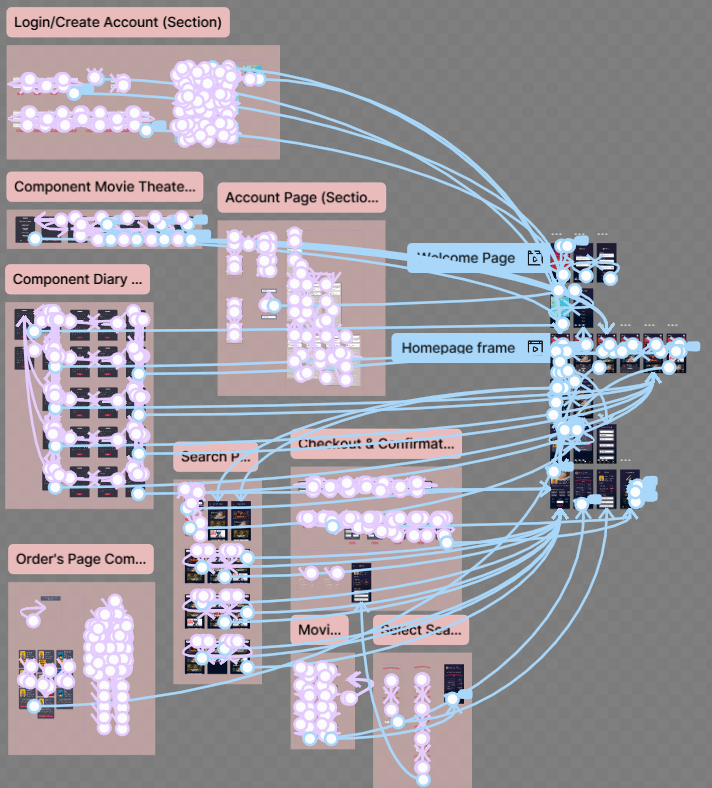 Login/Create Account (Section)
Component Movie Theate...
Account Page (Sectio...
Welcome Page
Component Diary ...
Homepage frame
Checkout & Confirmat...
Search P...
Order's Page Com...
Movi...
Select Sea...